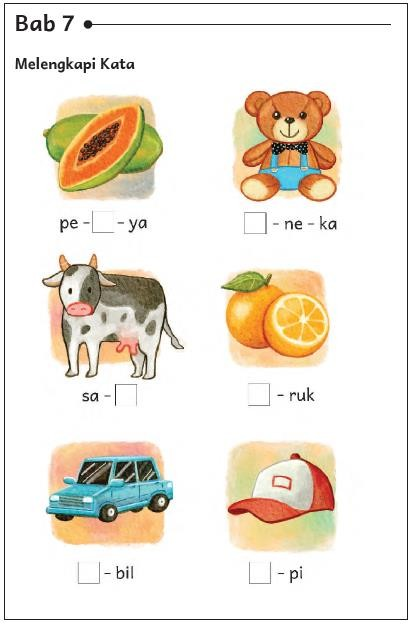 Bab 7
Melengkapi Kata
pe - □ - ya
□ - ne - ka
sa - □
□ - ruk
□ - bil
□ - pi